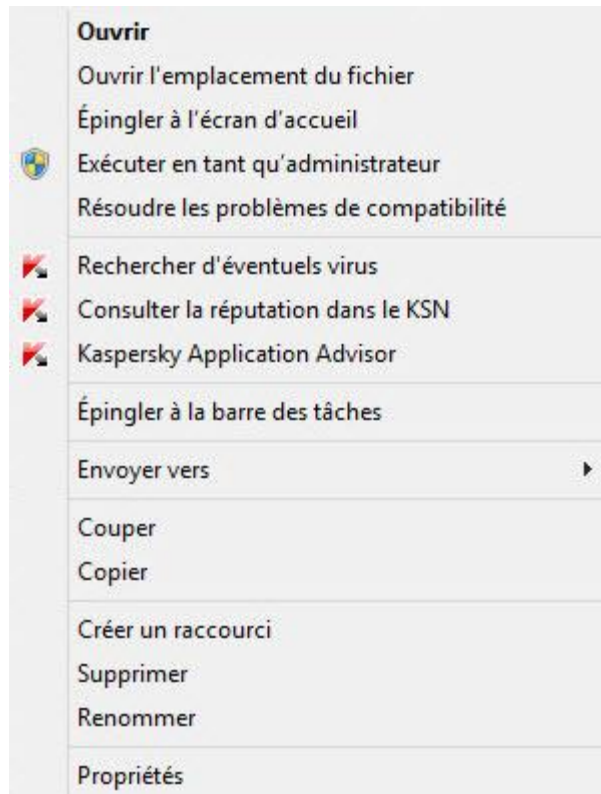 Ouvrir
Ouvrir l'emplacement du fichier
Épingler à l'écran d'accueil
Exécuter en tant qu'administrateur
Résoudre les problèmes de compatibilité
Rechercher d'éventuels virus
Consulter la réputation dans le KSN
Kaspersky Application Advisor
Épingler à la barre des tâches
Envoyer vers
Couper
Copier
Créer un raccourci
Supprimer
Renommer
Propriétés